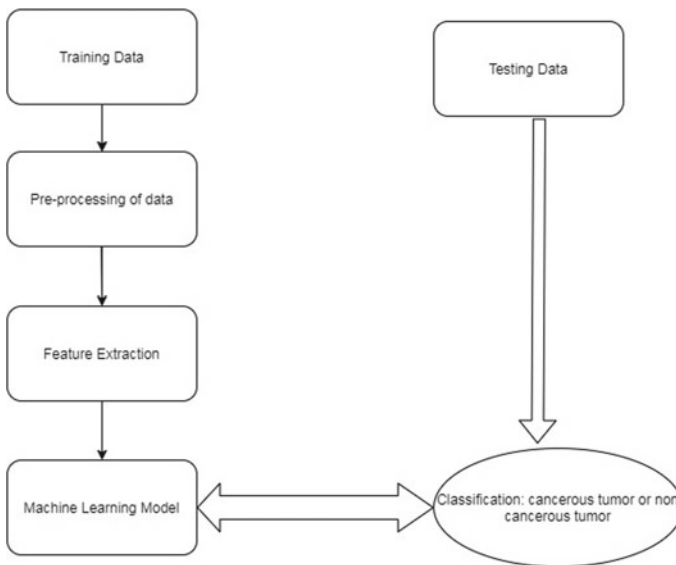 Training Data
Testing Data
Pre-processing of data
Feature Extraction
Machine Learning Model
Classification: cancerous tumor or non
cancerous tumor